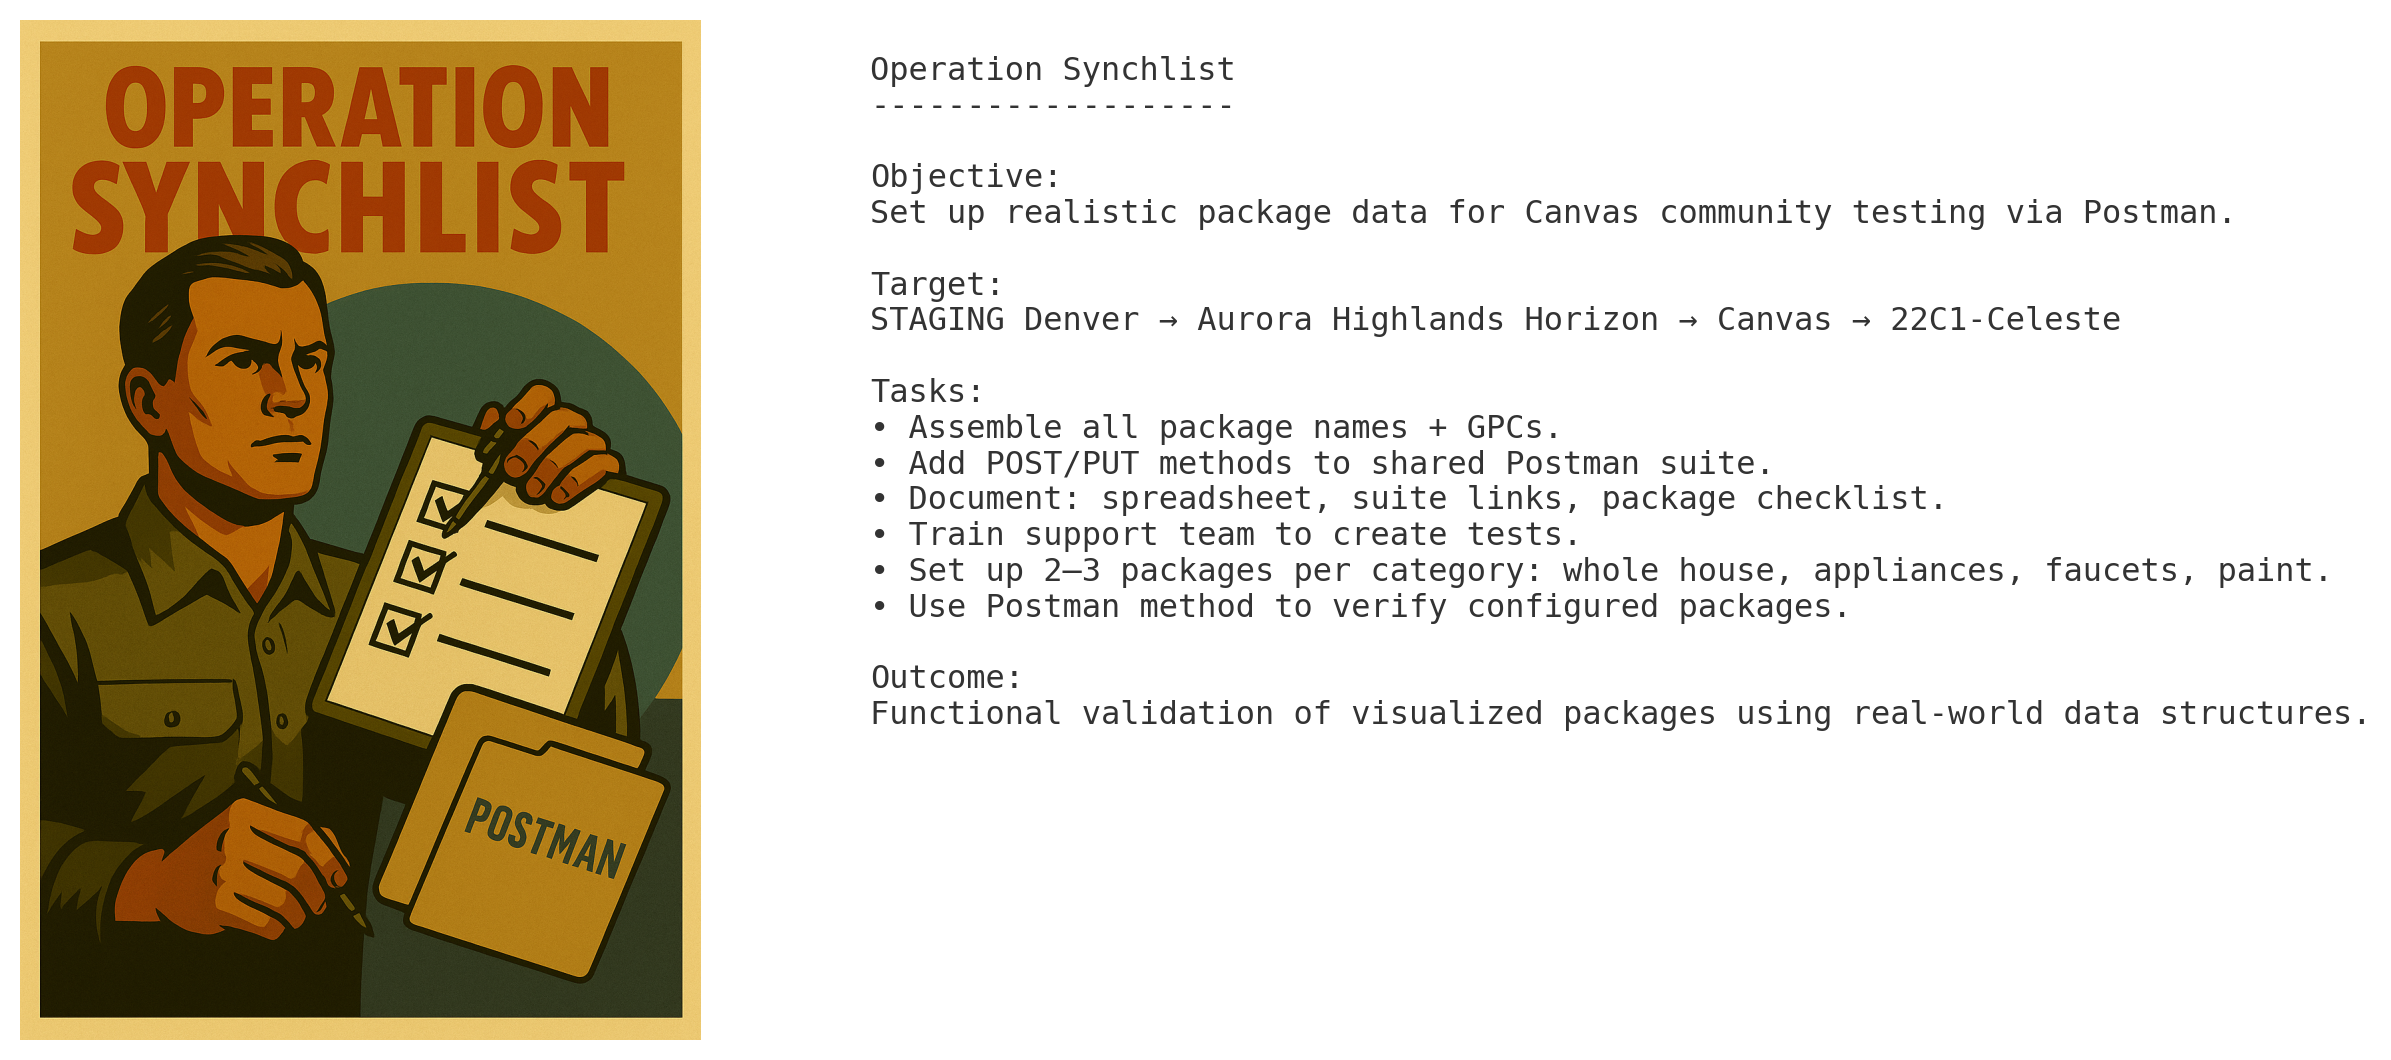 OPERATION
SYNCHLIST
POSTMAN
Operation Synchlist
-------------------
Objective:
Set up realistic package data for Canvas community testing via Postman.
Target:
STAGING Denver → Aurora Highlands Horizon → Canvas → 22C1-Celeste
Tasks:
• Assemble all package names + GPCs.
• Add POST/PUT methods to shared Postman suite.
• Document: spreadsheet, suite links, package checklist.
• Train support team to create tests.
• Set up 2–3 packages per category: whole house, appliances, faucets, paint.
• Use Postman method to verify configured packages.
Outcome:
Functional validation of visualized packages using real-world data structures.